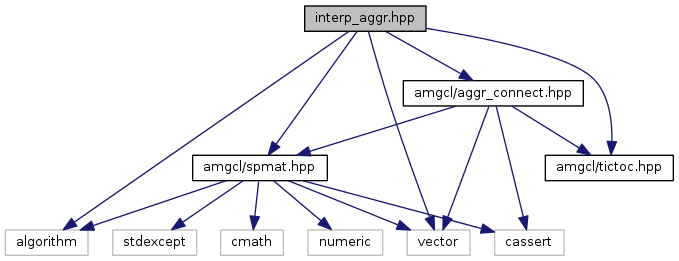 interp_aggr.hpp
amgcl/aggr_connect.hpp
amgcl/spmat.hpp
amgcl/tictoc.hpp
algorithm
stdexcept
cmath
numeric
vector
cassert